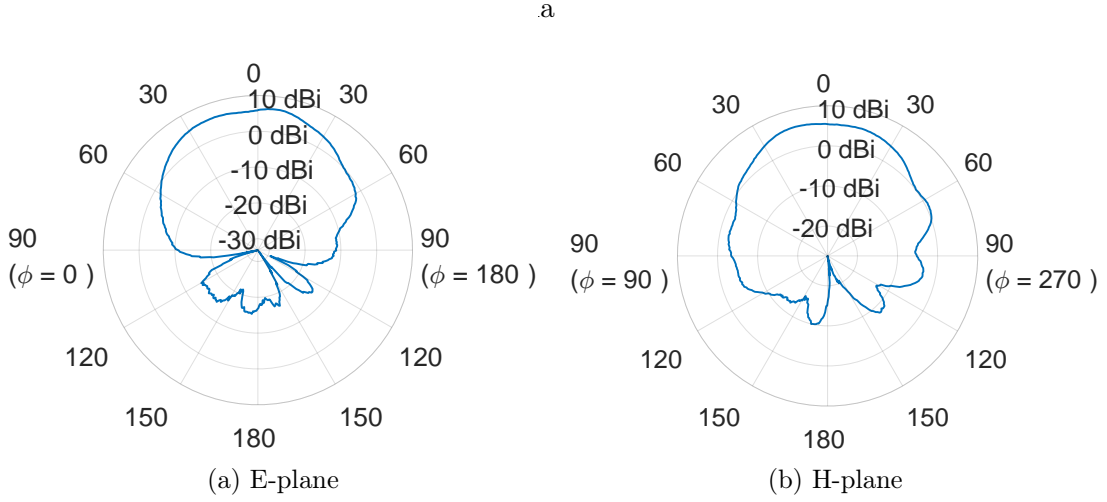 .a
0
30
10 dBi
30
0 dBi
60
60
-10 dBi
-20 dBi
90
-30 dBi
90
(ϕ = 0 )
(ϕ = 180 )
120
120
150
150
180
(a) E-plane
0
30
10 dBi
30
0 dBi
60
60
-10 dBi
-20 dBi
90
90
(ϕ = 90 )
(ϕ = 270 )
120
120
150
150
180
(b) H-plane